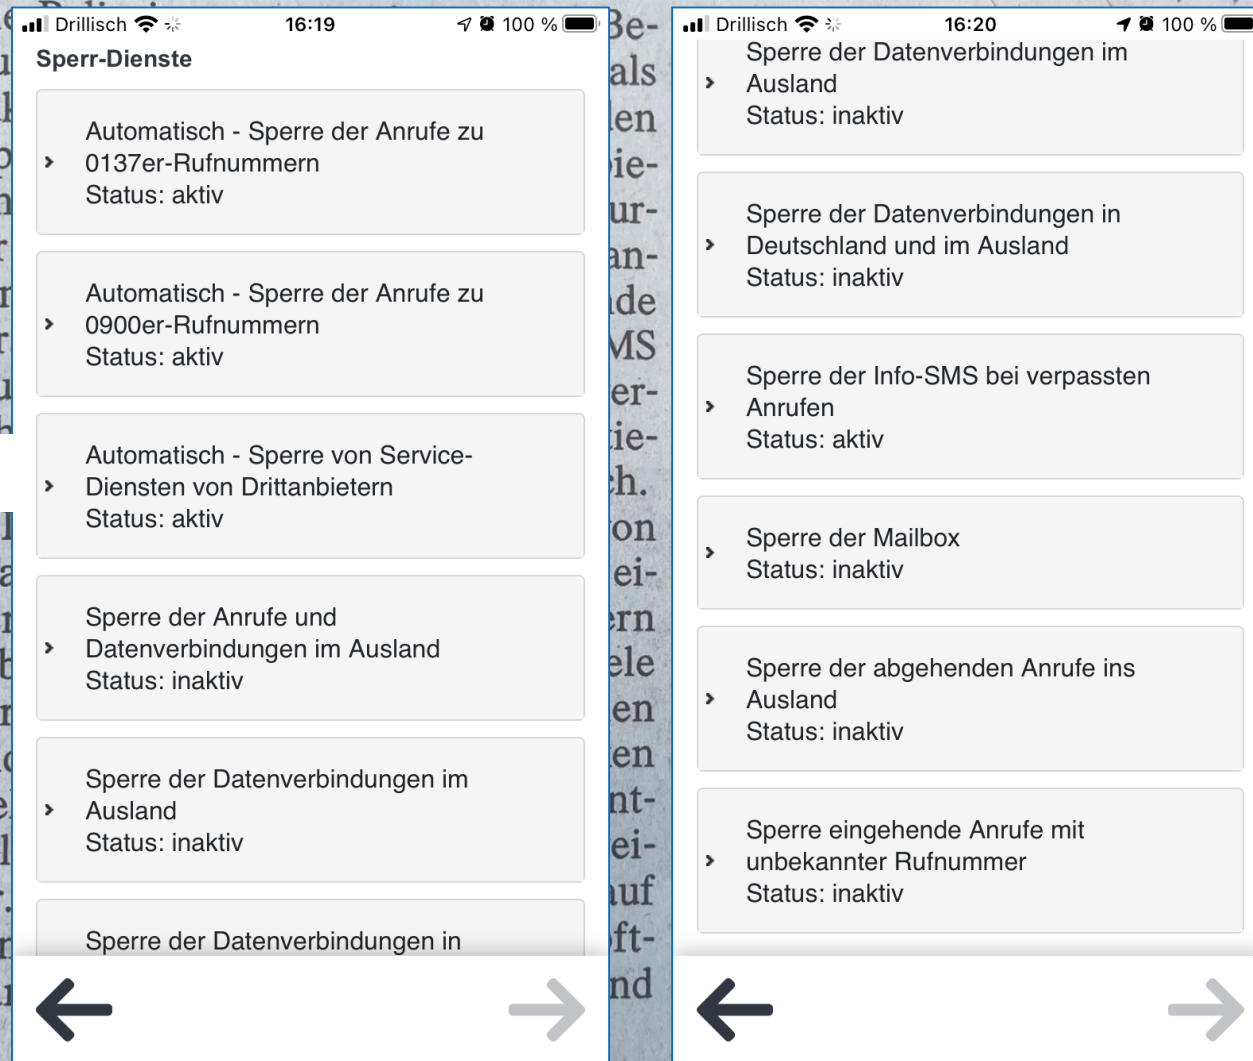 Drillisch
16:19
100 %
Sperr-Dienste
Automatisch - Sperre der Anrufe zu
0137er-Rufnummern
Status: aktiv
Automatisch - Sperre der Anrufe zu
0900er-Rufnummern
Status: aktiv
Automatisch - Sperre von Service-
Diensten von Drittanbietern
Status: aktiv
Sperre der Anrufe und
Datenverbindungen im Ausland
Status: inaktiv
Sperre der Datenverbindungen im
Ausland
Status: inaktiv
Sperre der Datenverbindungen in
Be-
als
en
ie-
ur-
an-
de
MS
er-
tie-
h.
on
ei-
ern
ele
en
en
nt-
ei-
auf
ft-
nd
Drillisch
16:20
100 %
Sperre der Datenverbindungen im
Ausland
Status: inaktiv
Sperre der Datenverbindungen in
Deutschland und im Ausland
Status: inaktiv
Sperre der Info-SMS bei verpassten
Anrufen
Status: aktiv
Sperre der Mailbox
Status: inaktiv
Sperre der abgehenden Anrufe ins
Ausland
Status: inaktiv
Sperre eingehende Anrufe mit
unbekannter Rufnummer
Status: inaktiv